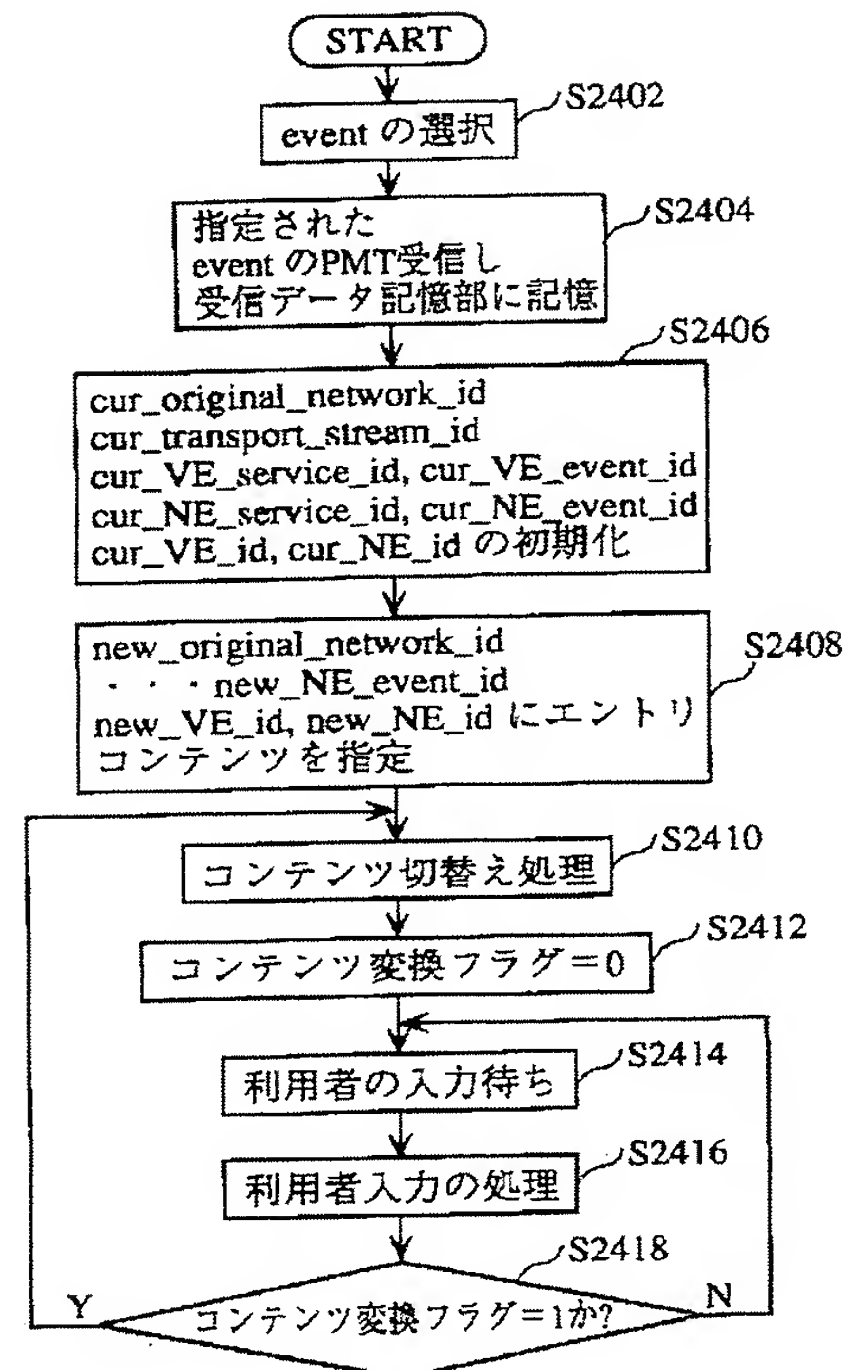 START
S2402
event の選択
S2404
指定された
event のPMT受信し
受信データ記憶部に記憶
S2406
cur_original_network_id
cur_transport_stream_id
cur_VE_service_id, cur_VE_event_id
cur_NE_service_id, cur_NE_event_id
cur_VE_id, cur_NE_id の初期化
S2408
new_original_network_id
・・・new_NE_event_id
new_VE_id, new_NE_id にエントリ
コンテンツを指定
S2410
コンテンツ切替え処理
S2412
コンテンツ変換フラグ=0
S2414
利用者の入力待ち
S2416
利用者入力の処理
S2418
Y
コンテンツ変換フラグ=1か?
N